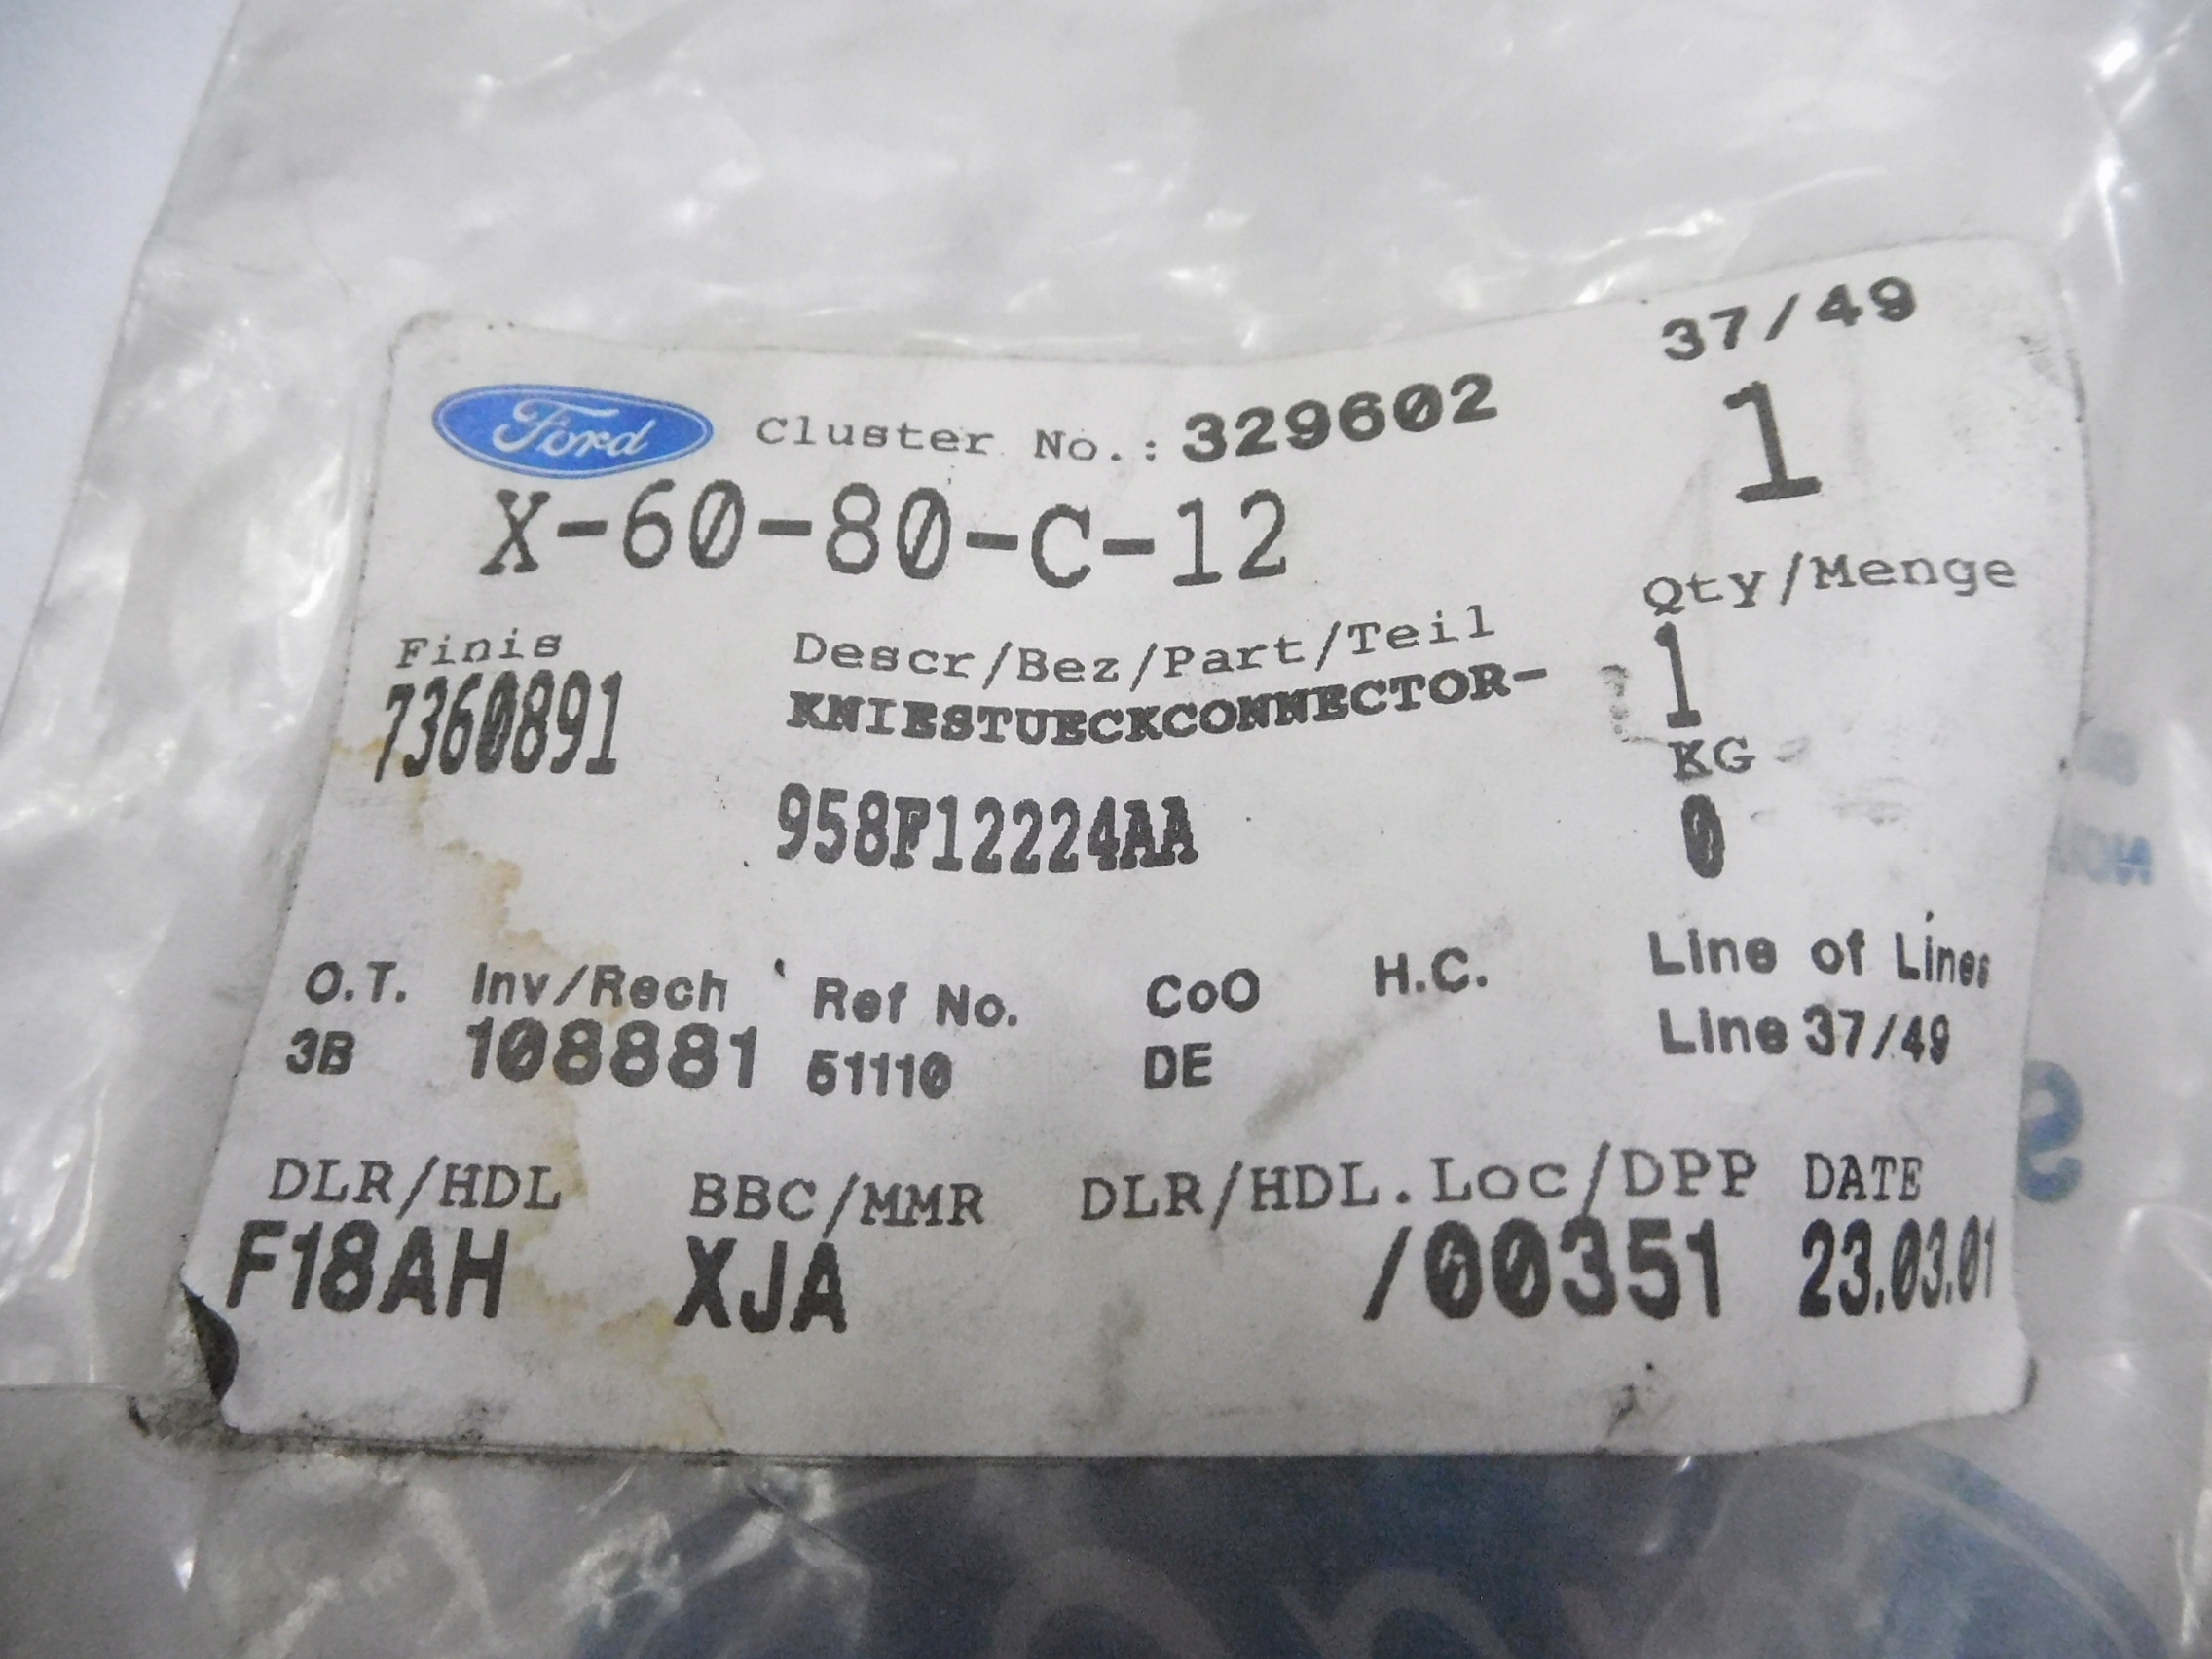 37/49
Ford Cluster No.: 329602
1
X-60-80-C-12
Qty/Menge
Finis Descr/Bez/Part/Teil
1
7360891 KNIESTUECKCONNECTOR-
KG
958F12224AA 0
O.T. Inv/Rech Ref No. CoO H.C. Line of Lines
3B 108881 51110 DE Line 37/49
DLR/HDL BBC/MMR DLR/HDL.Loc/DPP DATE
F18AH XJA /00351 23.03.01